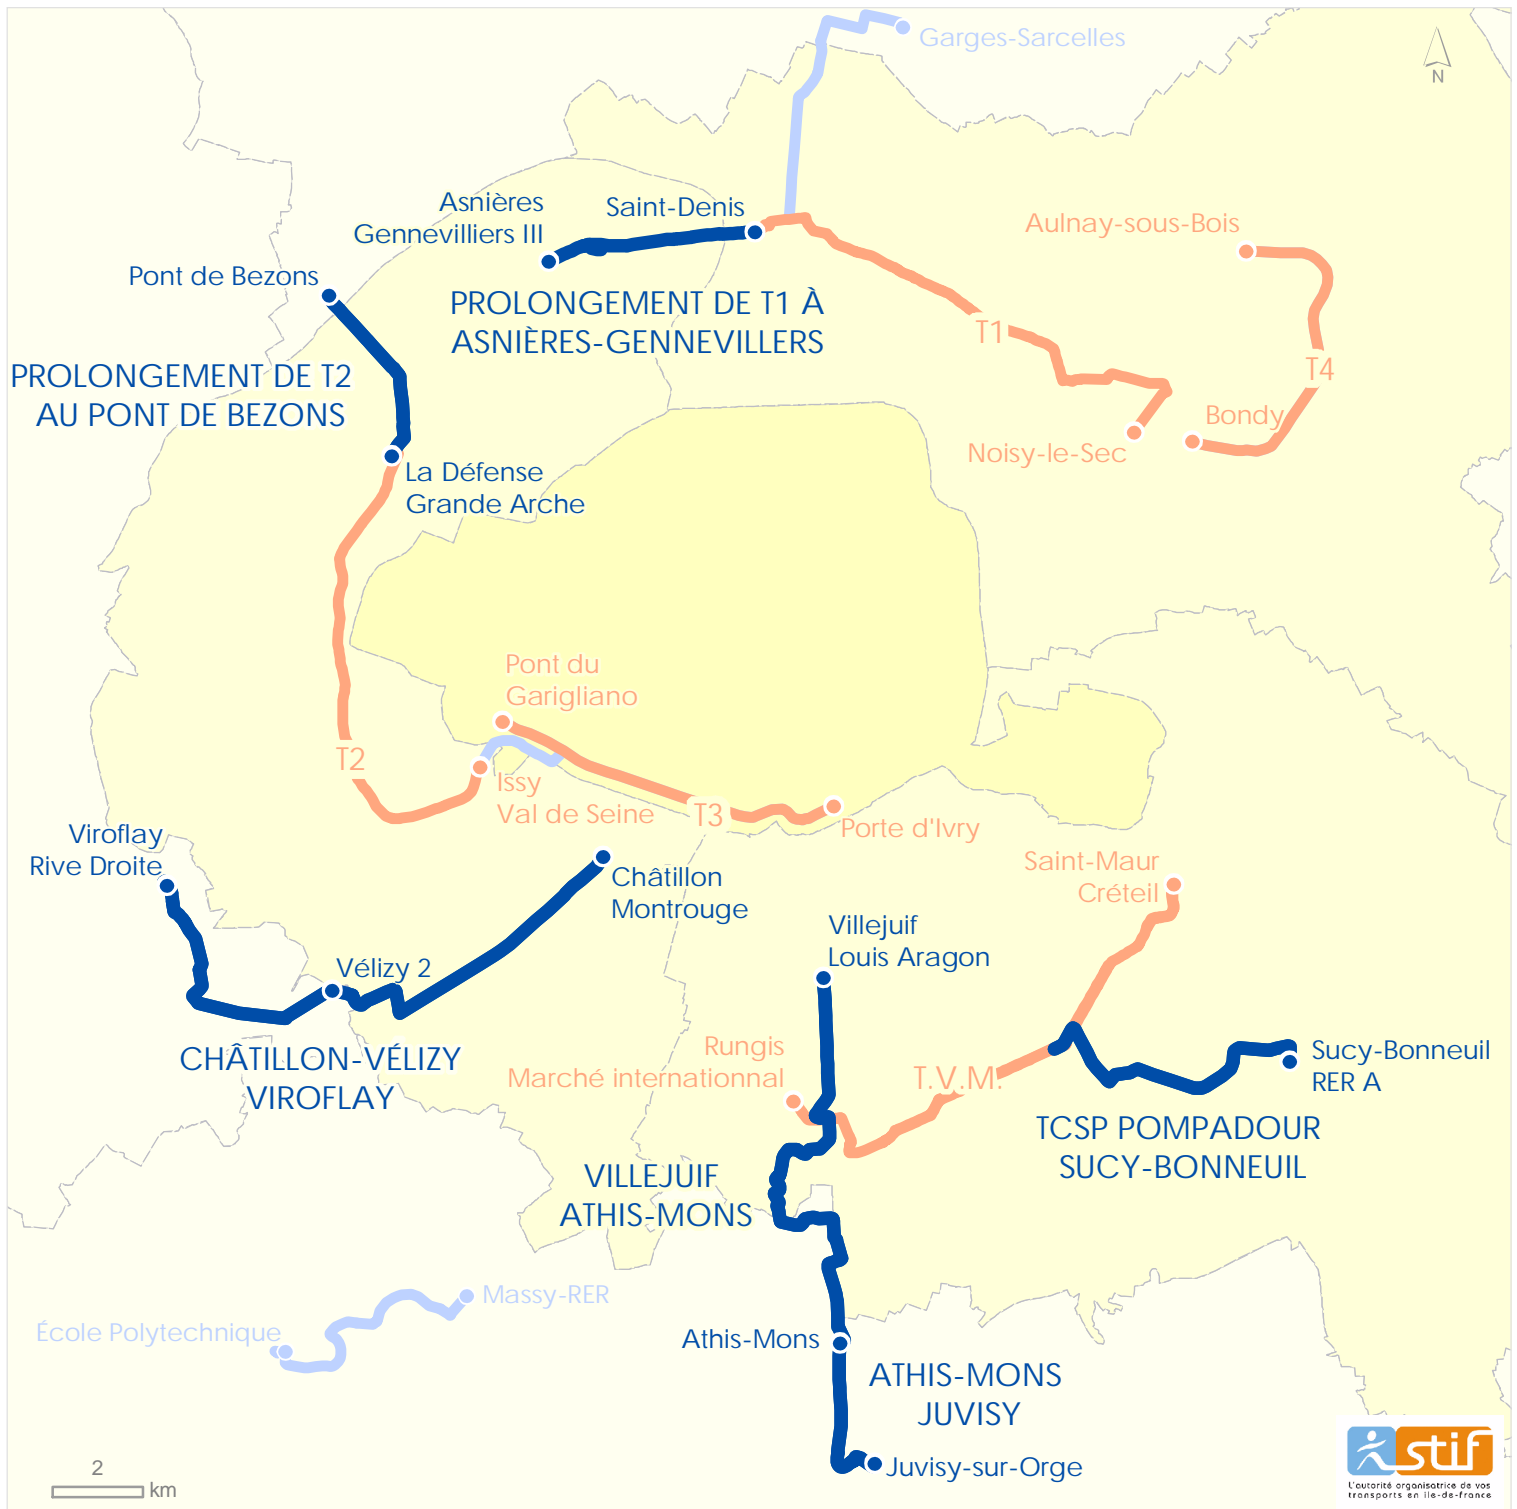 Garges-Sarcelles
N
Asnières
Gennevilliers III
Saint-Denis
Aulnay-sous-Bois
Pont de Bezons
PROLONGEMENT DE T1 À
ASNIÈRES-GENNEVILLERS
T1
T4
PROLONGEMENT DE T2
AU PONT DE BEZONS
Bondy
Noisy-le-Sec
La Défense
Grande Arche
Pont du
Garigliano
T2
Issy
Val de Seine
T3
Porte d'Ivry
Viroflay
Rive Droite
Châtillon
Montrouge
Saint-Maur
Créteil
Villejuif
Louis Aragon
Vélizy 2
CHÂTILLON-VÉLIZY
VIROFLAY
Rungis
Marché internationnal
T.V.M.
Sucy-Bonneuil
RER A
TCSP POMPADOUR
SUCY-BONNEUIL
VILLEJUIF
ATHIS-MONS
Massy-RER
École Polytechnique
Athis-Mons
ATHIS-MONS
JUVISY
Juvisy-sur-Orge
2
km
stif
L'autorité organisatrice de vos
transports en île-de-france